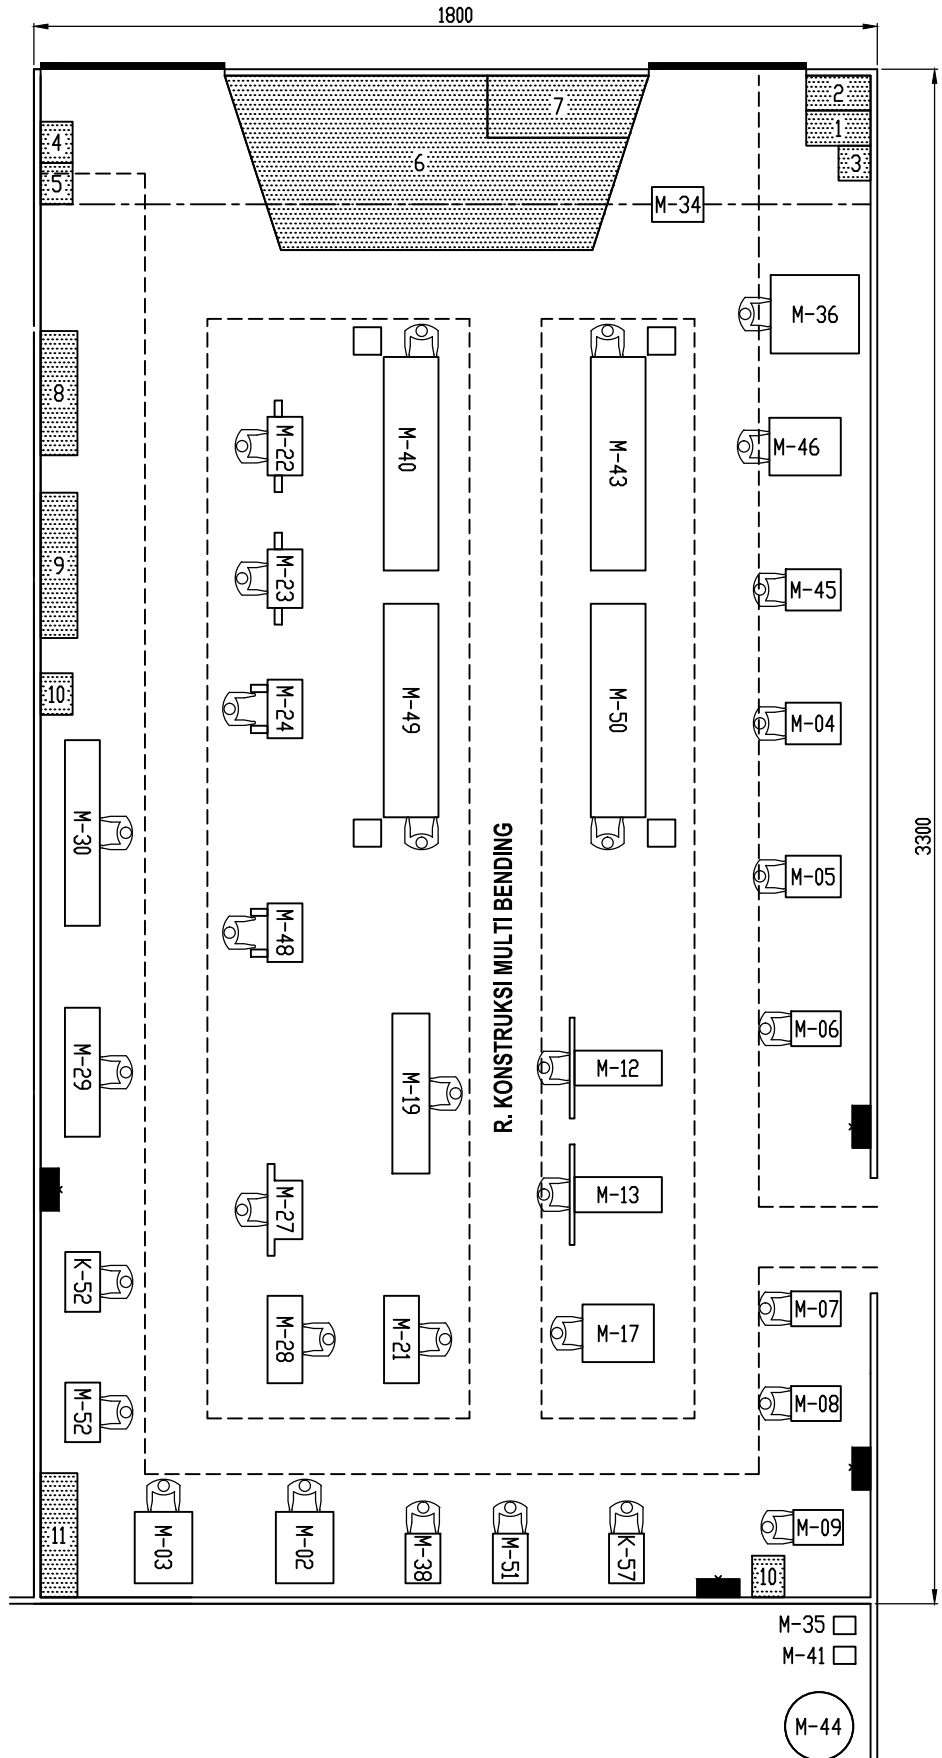 1800
2
1
3
4
5
7
6
M-34
M-36
8
M-22
M-40
M-43
M-46
9
M-23
M-45
10
M-24
M-49
M-50
M-04
M-30
M-05
M-48
R. KONSTRUKSI MULTI BENDING
3300
M-29
M-19
M-12
M-06
M-27
M-13
K-52
M-28
M-21
M-17
M-07
M-52
M-08
11
M-03
M-02
M-38
M-51
K-57
M-09
10
M-35
M-41
M-44